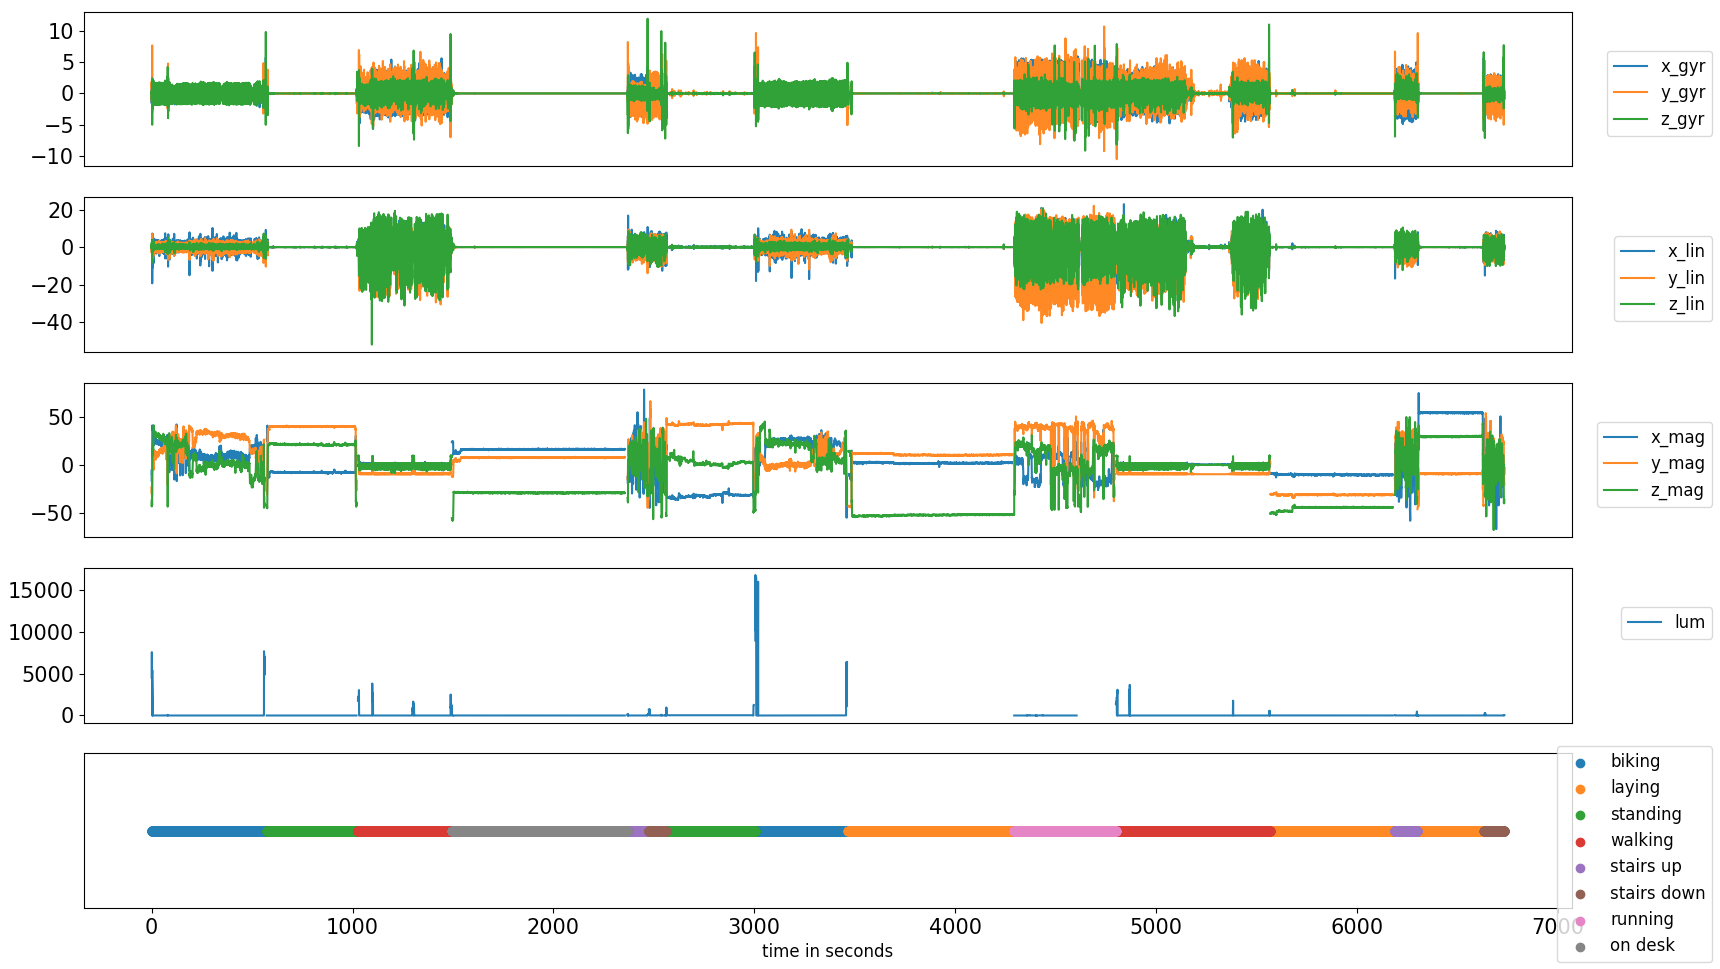 10
5
0
−5
−10
x_gyr
y_gyr
z_gyr
20
0
−20
−40
x_lin
y_lin
z_lin
50
0
−50
x_mag
y_mag
z_mag
15000
10000
5000
0
lum
biking
laying
standing
walking
stairs up
stairs down
running
on desk
0 1000 2000 3000 4000 5000 6000 7000
time in seconds